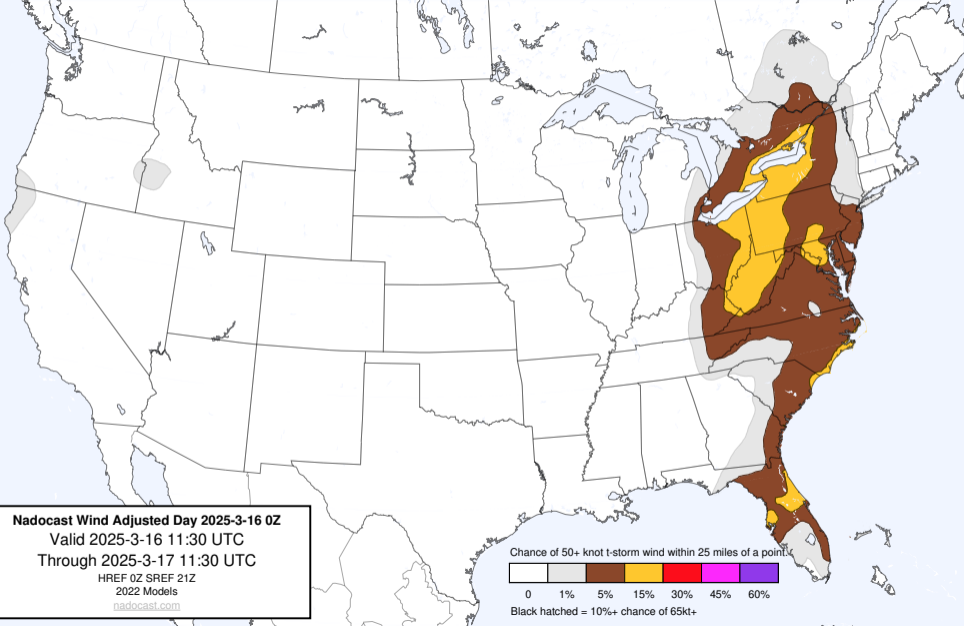 Nadocast Wind Adjusted Day 2025-3-16 0Z
Valid 2025-3-16 11:30 UTC
Through 2025-3-17 11:30 UTC
HREF 0Z SREF 21Z
2022 Models
nadocast.com
Chance of 50+ knot t-storm wind within 25 miles of a point.
0 1% 5% 15% 30% 45% 60%
Black hatched = 10%+ chance of 65kt+